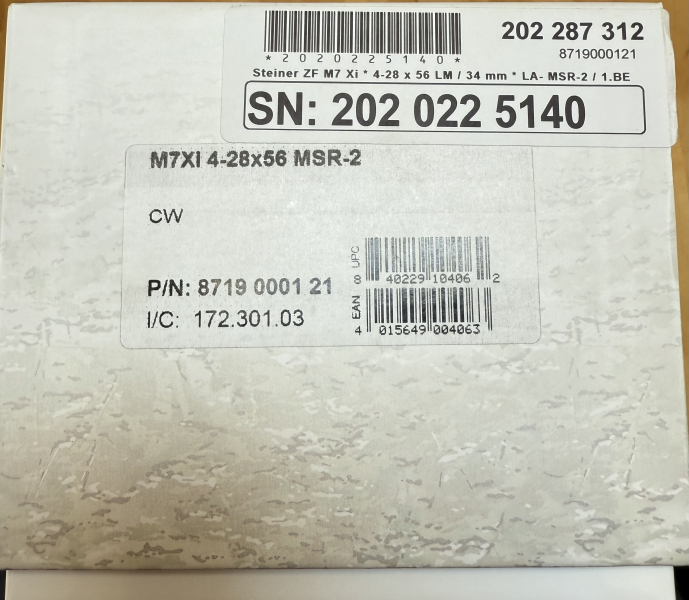 202 287 312
*2020225140*
8719000121
Steiner ZF M7 Xi * 4-28 x 56 LM / 34 mm * LA- MSR-2 / 1.BE
SN: 202 022 5140
M7Xi 4-28x56 MSR-2
CW
UPC
8 40229 10406 2
P/N: 8719 0001 21
I/C: 172.301.03
EAN
4 015649 004063